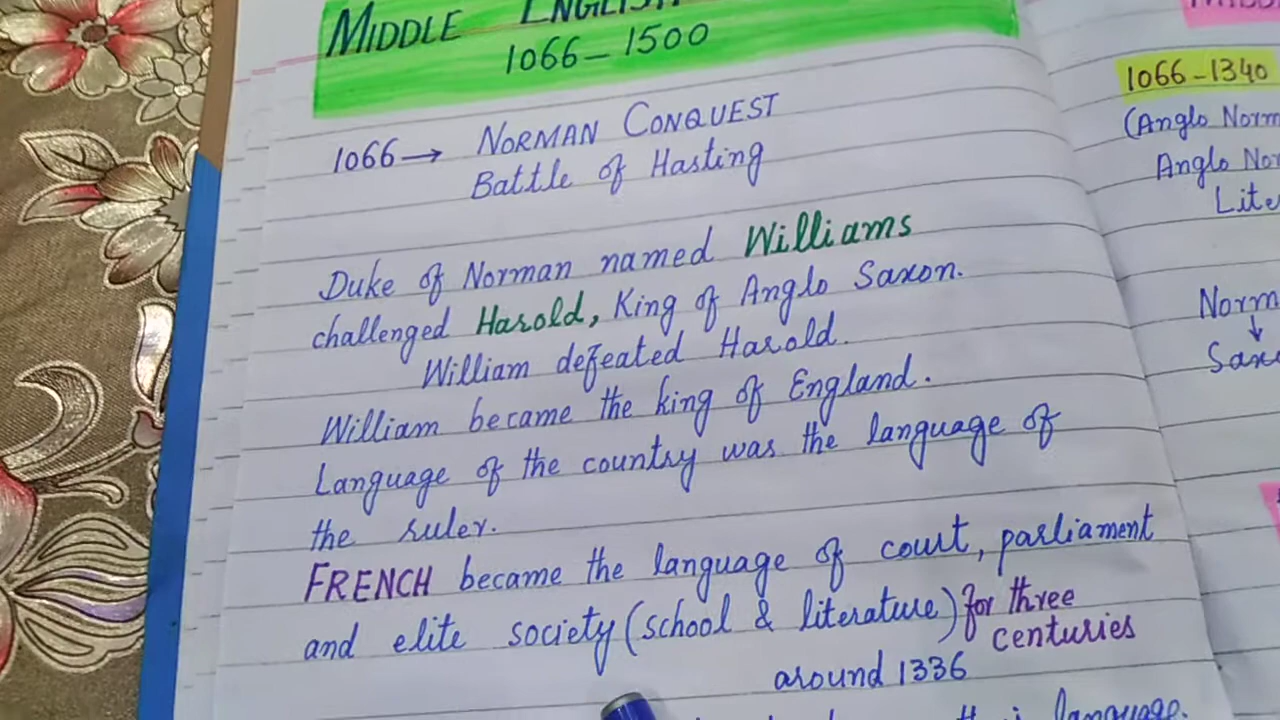 MIDDLE ENGLISH
1066 – 1500
1066 → NORMAN CONQUEST
Battle of Hasting
Duke of Norman named Williams
challenged Harold, King of Anglo Saxon.
William defeated Harold.
William became the king of England.
Language of the country was the language of
the ruler.
FRENCH became the language of court, parliament
and elite society (school & literature) for three
centuries
around 1336
language.
1066 – 1340
(Anglo Norm
Anglo Nor
Lite
Norm
↓
Sax